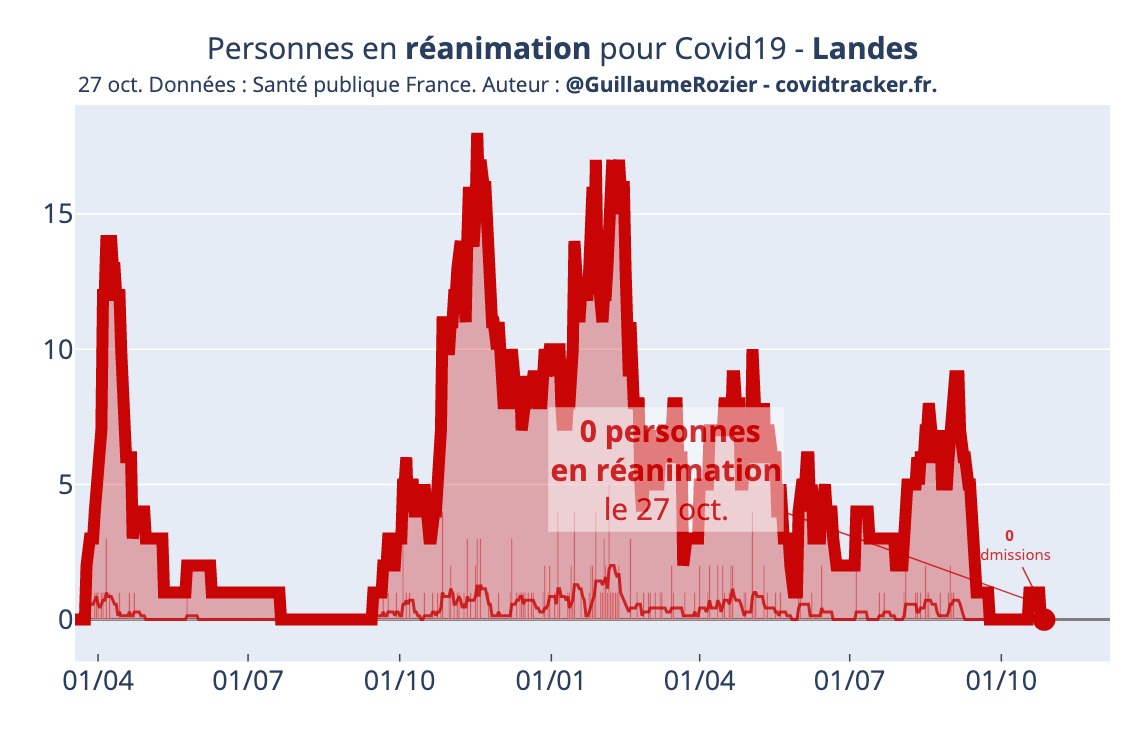 Personnes en réanimation pour Covid19 - Landes
27 oct. Données : Santé publique France. Auteur : @GuillaumeRozier - covidtracker.fr.
15
10
5
0
0 personnes
en réanimation
le 27 oct.
0
dmissions
01/04
01/07
01/10
01/01
01/04
01/07
01/10